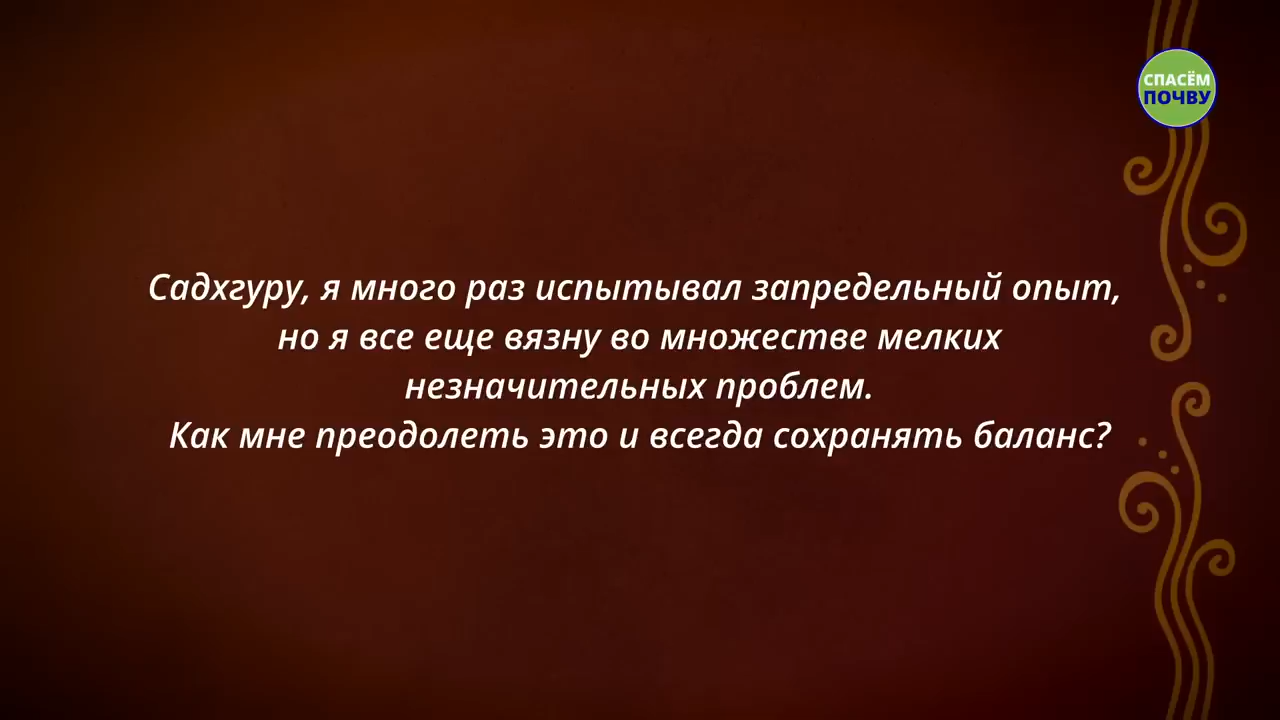 СПАСЁМ
ПОЧВУ
Садхгуру, я много раз испытывал запредельный опыт,
но я все еще вязну во множестве мелких
незначительных проблем.
Как мне преодолеть это и всегда сохранять баланс?